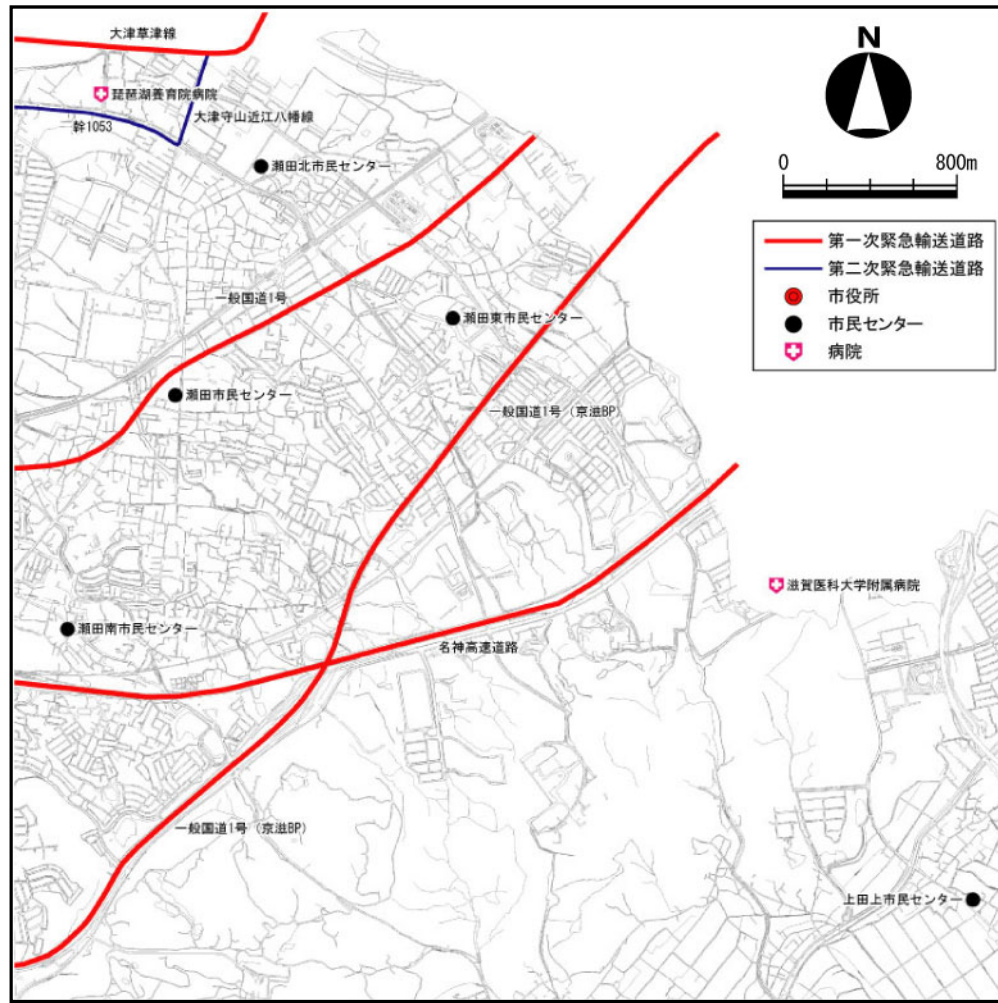 大津草津線
琵琶湖養育院病院
大津守山近江八幡線
幹1053
瀬田北市民センター
N
0 800m
第一次緊急輸送道路
第二次緊急輸送道路
市役所
市民センター
病院
一般国道1号
瀬田東市民センター
瀬田市民センター
一般国道1号（京滋BP）
滋賀医科大学附属病院
瀬田南市民センター
名神高速道路
一般国道1号（京滋BP）
上田上市民センター